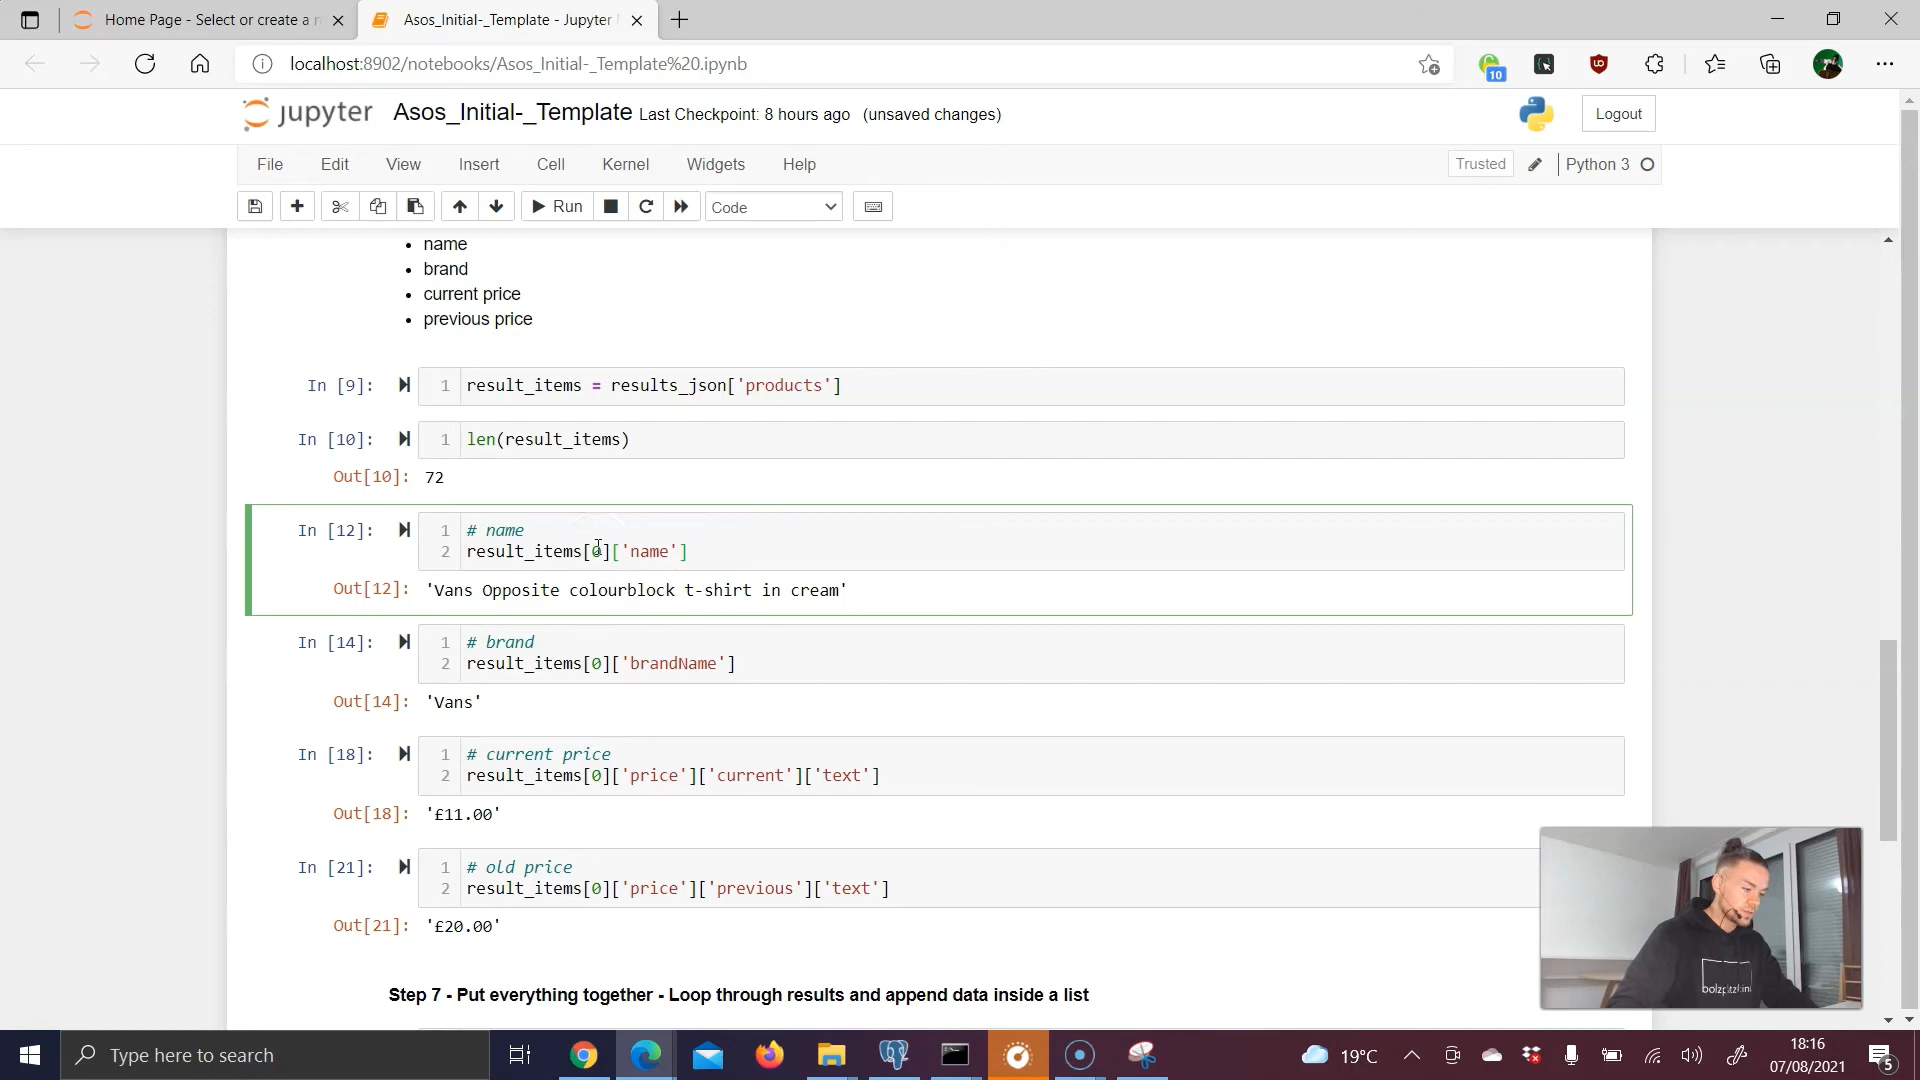 Home Page - Select or create a n
Asos_Initial-_Template - Jupyter
localhost:8902/notebooks/Asos_Initial-_Template%20.ipynb
10
jupyter Asos_Initial-_Template Last Checkpoint: 8 hours ago (unsaved changes)
Logout
File Edit View Insert Cell Kernel Widgets Help
Trusted Python 3
Run Code
• name
• brand
• current price
• previous price
In [9]: 1 result_items = results_json['products']
In [10]: 1 len(result_items)
Out[10]: 72
In [12]: 1 # name
2 result_items[0]['name']
Out[12]: 'Vans Opposite colourblock t-shirt in cream'
In [14]: 1 # brand
2 result_items[0]['brandName']
Out[14]: 'Vans'
In [18]: 1 # current price
2 result_items[0]['price']['current']['text']
Out[18]: '£11.00'
In [21]: 1 # old price
2 result_items[0]['price']['previous']['text']
Out[21]: '£20.00'
Step 7 - Put everything together - Loop through results and append data inside a list
Type here to search
19°C
18:16
07/08/2021
5